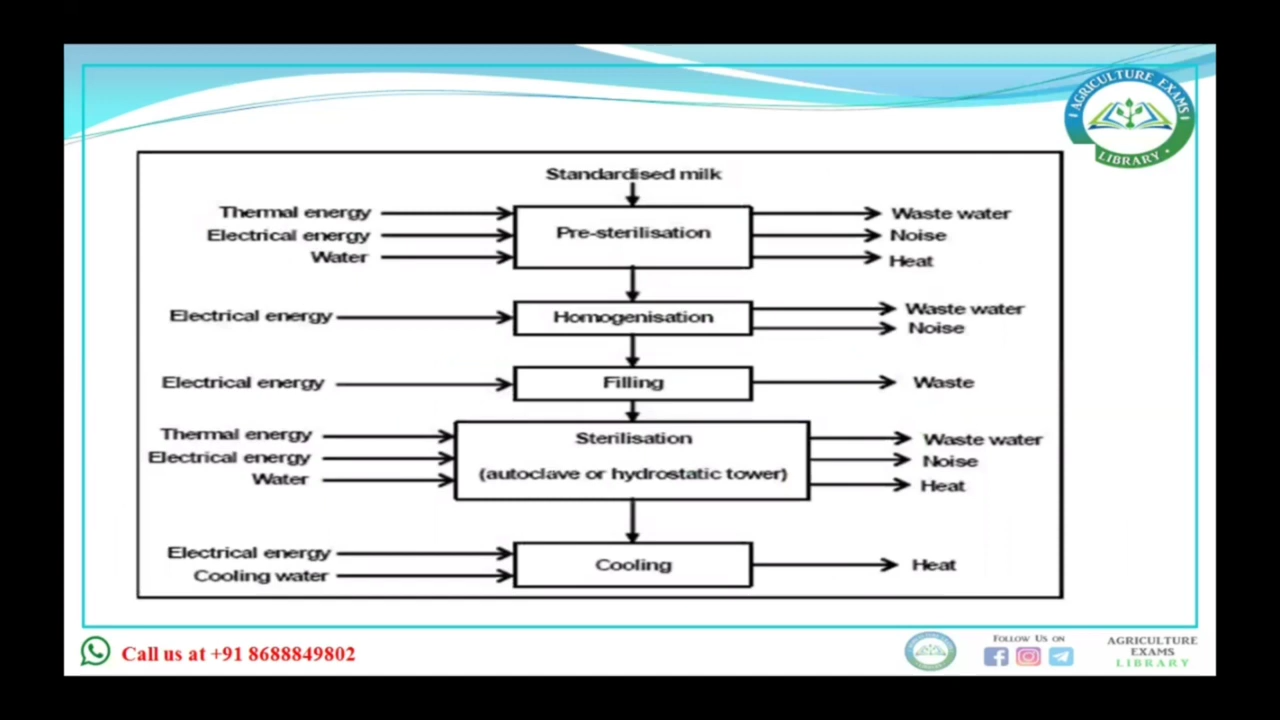 AGRICULTURE EXAMS
LIBRARY
Standardised milk
Thermal energy
Electrical energy
Water
Pre-sterilisation
Waste water
Noise
Heat
Electrical energy
Homogenisation
Waste water
Noise
Electrical energy
Filling
Waste
Thermal energy
Electrical energy
Water
Sterilisation
(autoclave or hydrostatic tower)
Waste water
Noise
Heat
Electrical energy
Cooling water
Cooling
Heat
Call us at +91 8688849802
FOLLOW US ON
AGRICULTURE
EXAMS
LIBRARY